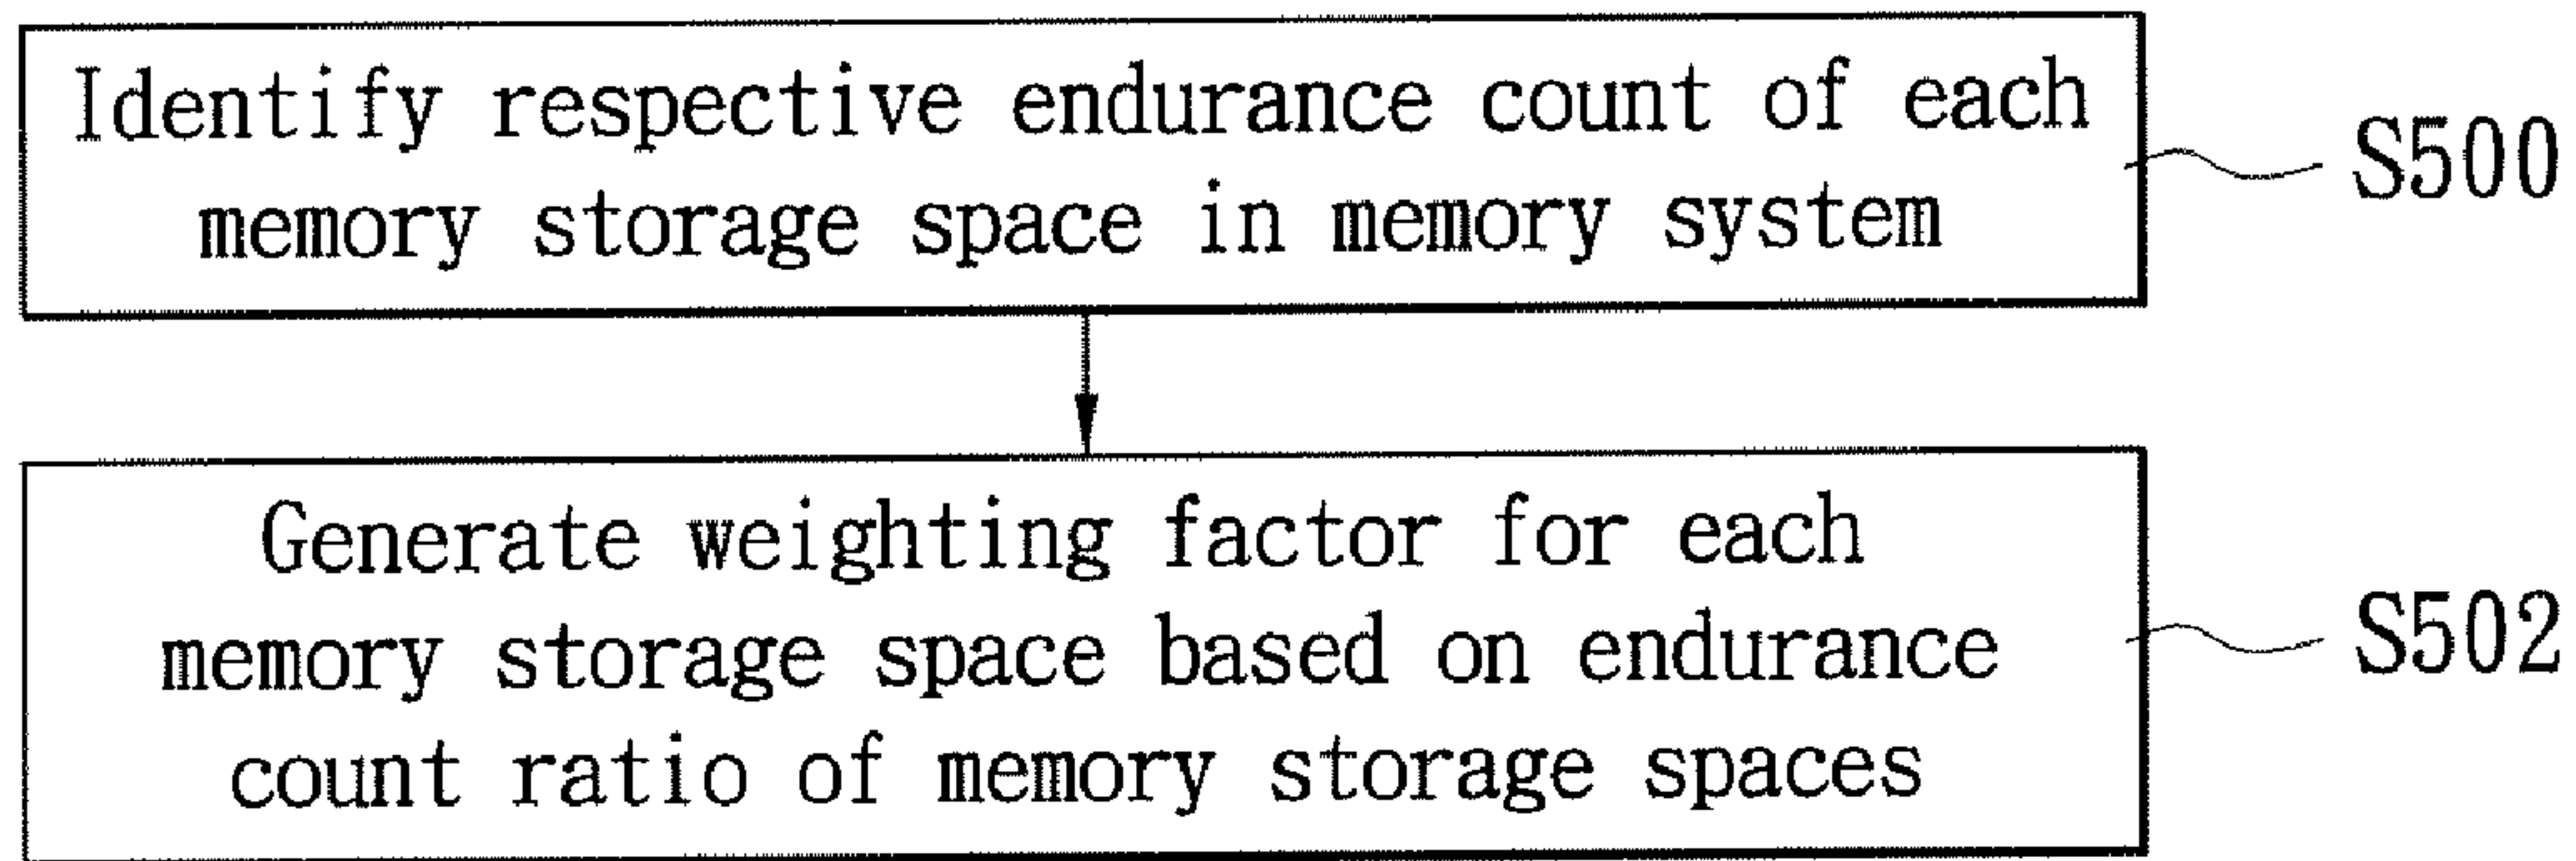 Identify respective endurance count of each
memory storage space in memory system
S500
Generate weighting factor for each
memory storage space based on endurance
count ratio of memory storage spaces
S502